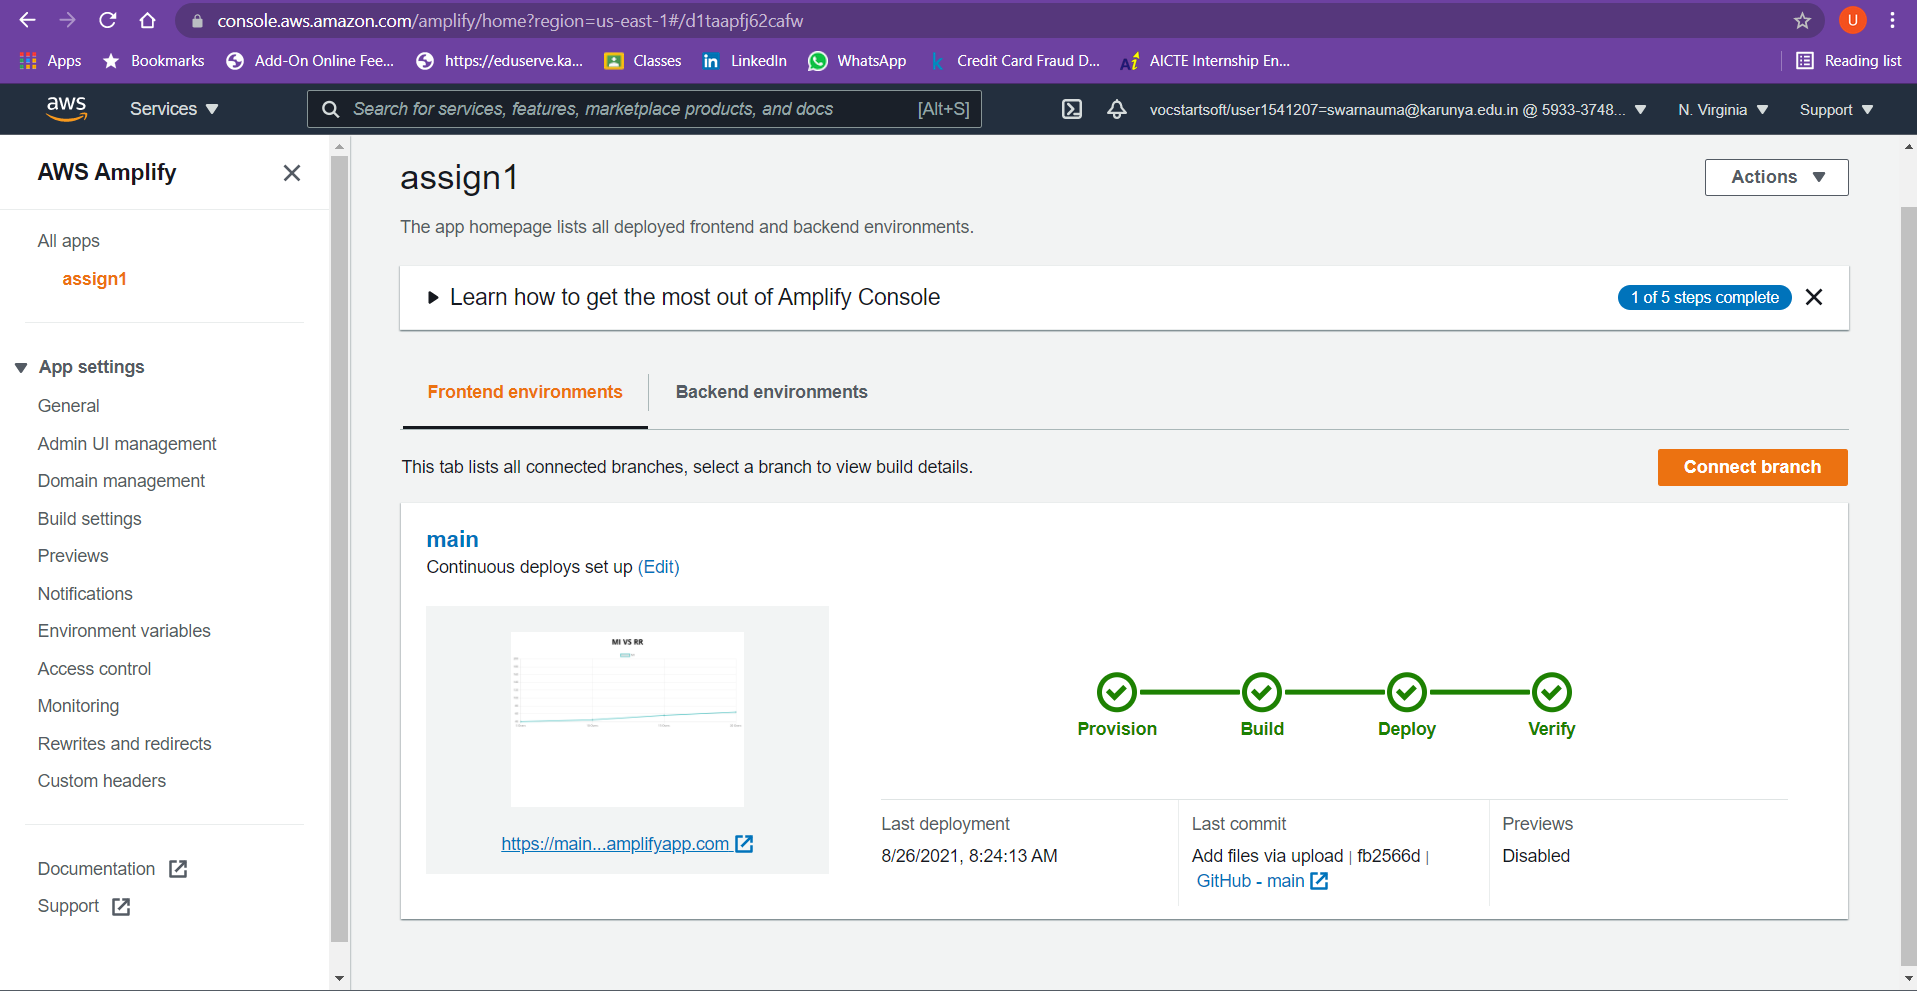 console.aws.amazon.com/amplify/home?region=us-east-1#/d1taapfj62cafw
U
Apps
Bookmarks
Add-On Online Fee...
https://eduserve.ka...
Classes
LinkedIn
WhatsApp
Credit Card Fraud D...
AICTE Internship En...
Reading list
aws
Services
Search for services, features, marketplace products, and docs
[Alt+S]
vocstartsoft/user1541207=swarnauma@karunya.edu.in @ 5933-3748...
N. Virginia
Support
AWS Amplify
All apps
assign1
App settings
General
Admin UI management
Domain management
Build settings
Previews
Notifications
Environment variables
Access control
Monitoring
Rewrites and redirects
Custom headers
Documentation
Support
assign1
Actions
The app homepage lists all deployed frontend and backend environments.
Learn how to get the most out of Amplify Console
1 of 5 steps complete
Frontend environments
Backend environments
This tab lists all connected branches, select a branch to view build details.
Connect branch
main
Continuous deploys set up (Edit)
MI VS RR
https://main...amplifyapp.com
Provision
Build
Deploy
Verify
Last deployment
8/26/2021, 8:24:13 AM
Last commit
Add files via upload | fb2566d |
GitHub - main
Previews
Disabled